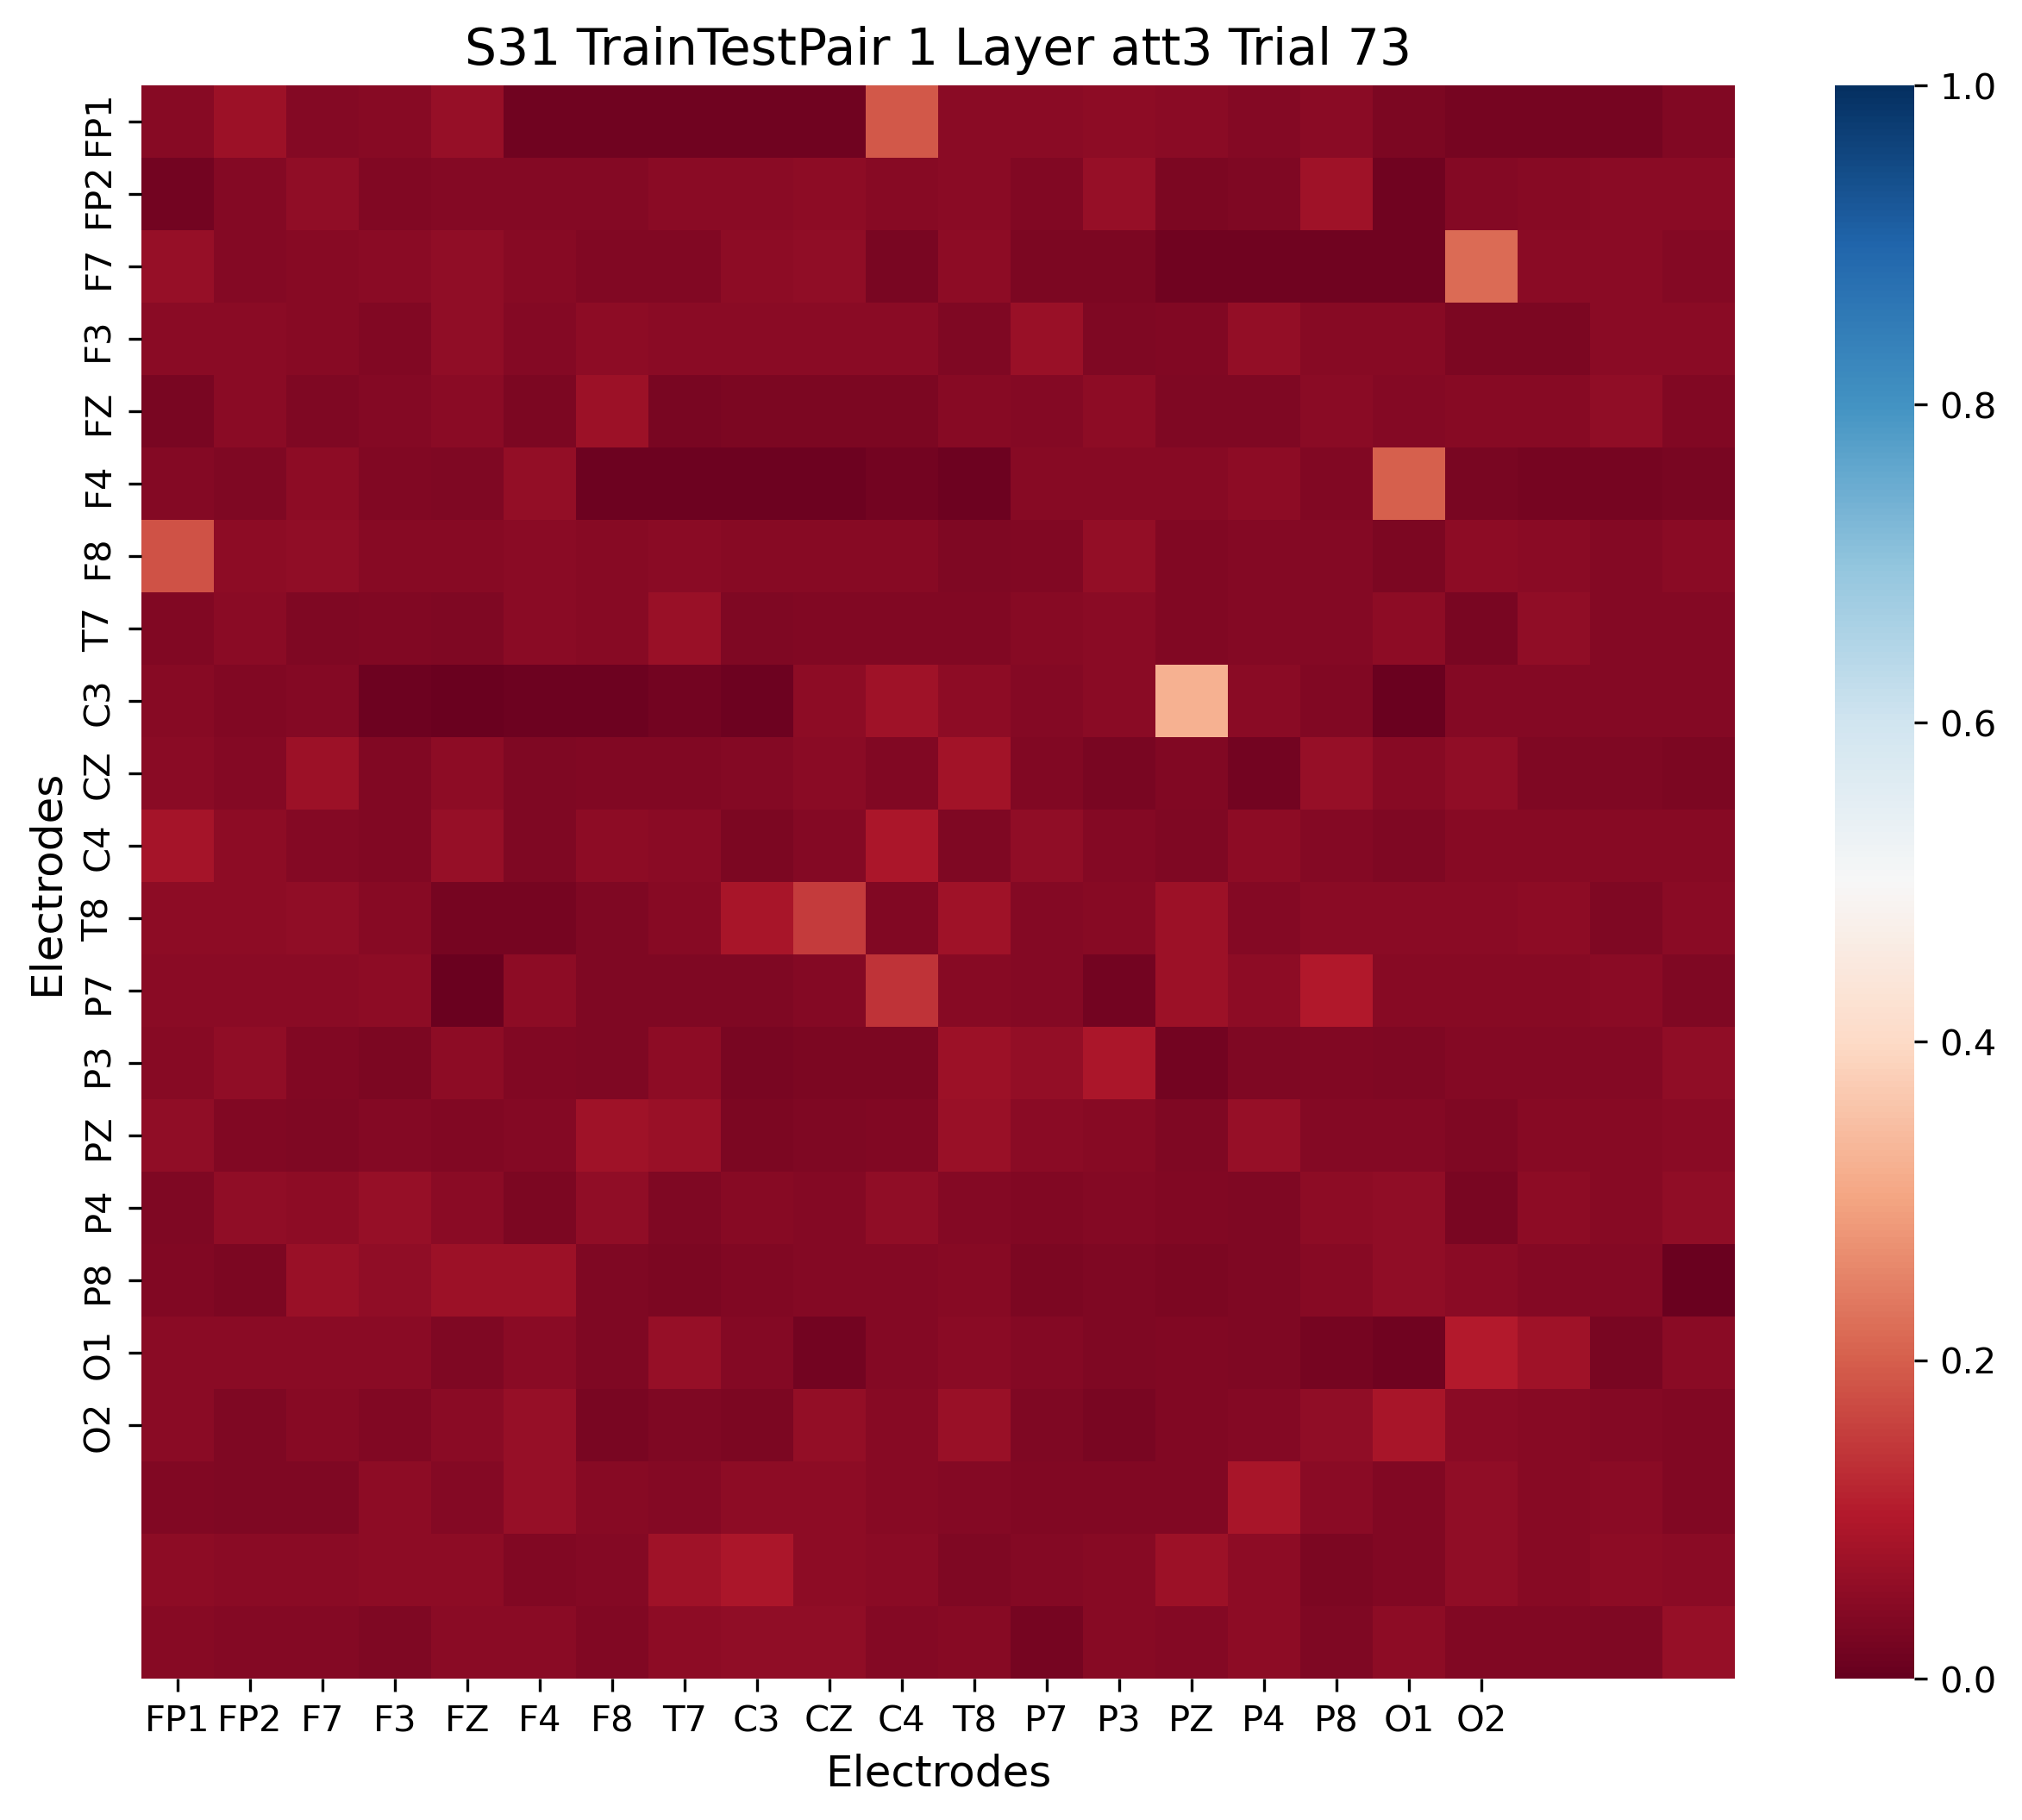 S31 TrainTestPair 1 Layer att3 Trial 73
Electrodes
FP1
FP2
F7
F3
FZ
F4
F8
T7
C3
CZ
C4
T8
P7
P3
PZ
P4
P8
O1
O2
FP1 FP2 F7 F3 FZ F4 F8 T7 C3 CZ C4 T8 P7 P3 PZ P4 P8 O1 O2
Electrodes
1.0
0.8
0.6
0.4
0.2
0.0